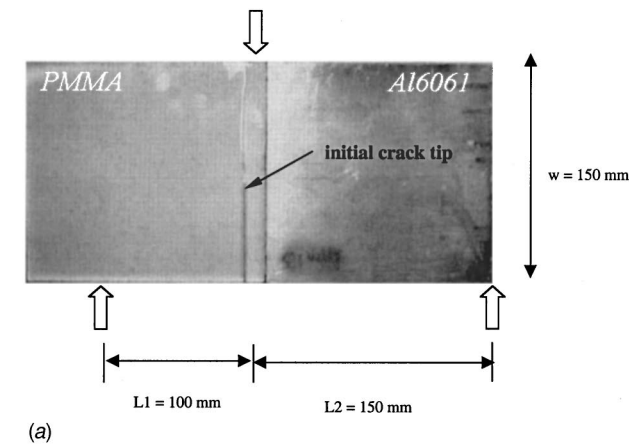 PMMA
Al6061
initial crack tip
w = 150 mm
L1 = 100 mm
L2 = 150 mm
(a)